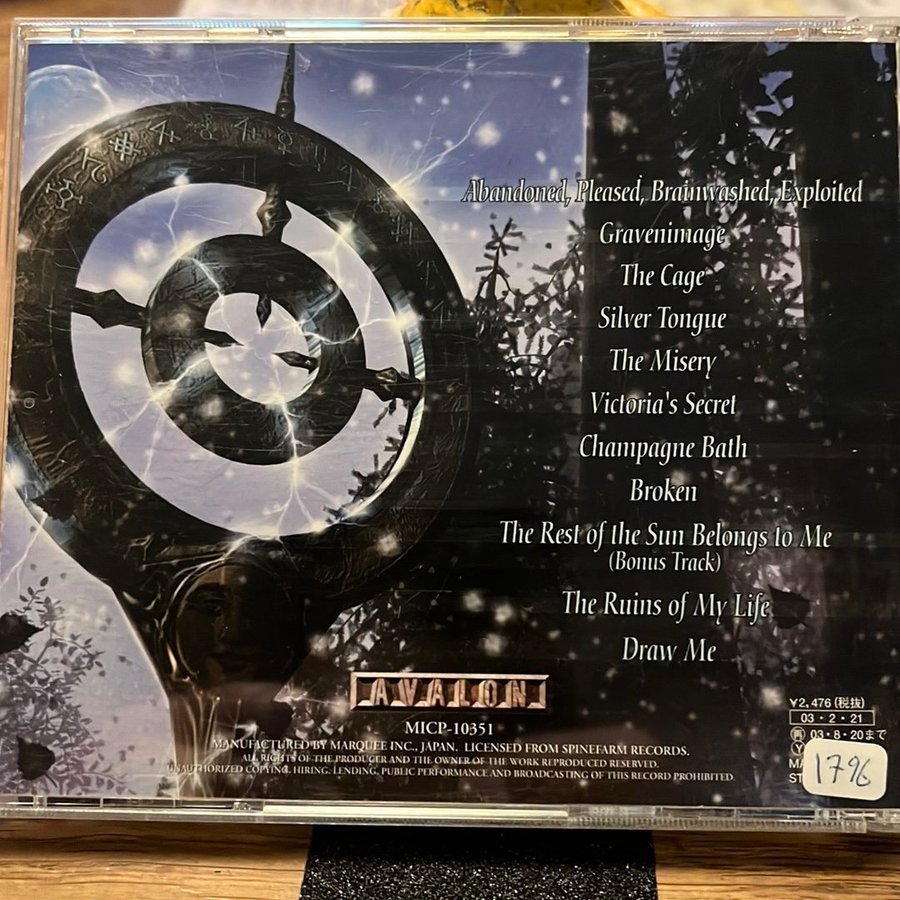 Abandoned, Pleased, Brainwashed, Exploited
Gravenimage
The Cage
Silver Tongue
The Misery
Victoria's Secret
Champagne Bath
Broken
The Rest of the Sun Belongs to Me
(Bonus Track)
The Ruins of My Life
Draw Me
AVALON
MICP-10351
MANUFACTURED BY MARQUEE INC., JAPAN. LICENSED FROM SPINEFARM RECORDS.
ALL RIGHTS OF THE PRODUCER AND THE OWNER OF THE WORK REPRODUCED RESERVED.
UNAUTHORIZED COPYING, HIRING, LENDING, PUBLIC PERFORMANCE AND BROADCASTING OF THIS RECORD PROHIBITED.
¥2,476 (税抜)
03・2・21
再 03・8・20まで
1796